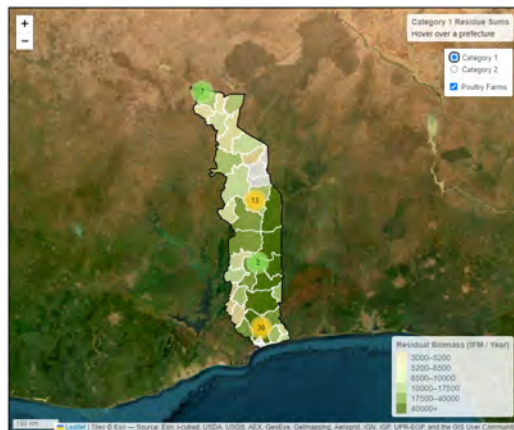 +
−
Category 1 Residue Sums
Hover over a prefecture
Category 1
Category 2
Poultry Farms
7
13
3
36
Residual Biomass (tFM / Year)
3000–5200
5200–6500
6500–10000
10000–17500
17500–40000
40000+
100 km
Leaflet | Tiles © Esri — Source: Esri, i-cubed, USDA, USGS, AEX, GeoEye, Getmapping, Aerogrid, IGN, IGP, UPR-EGP, and the GIS User Community